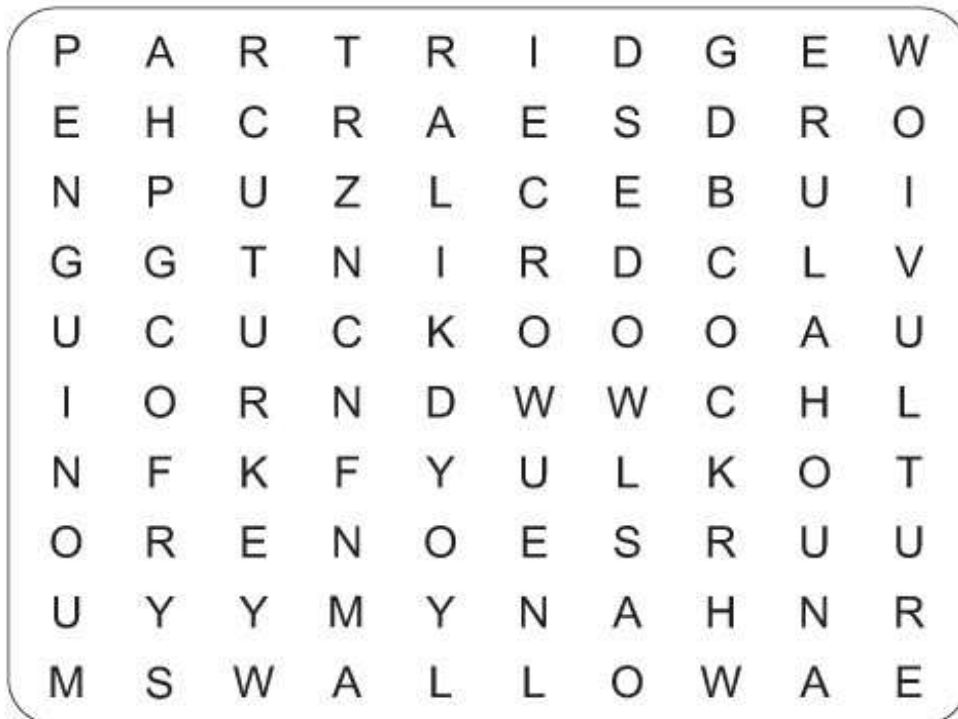 P A R T R I D G E W
E H C R A E S D R O
N P U Z L C E B U I
G G T N I R D C L V
U C U C K O O O A U
I O R N D W W C H L
N F K F Y U L K O T
O R E N O E S R U U
U Y Y M Y N A H N R
M S W A L L O W A E